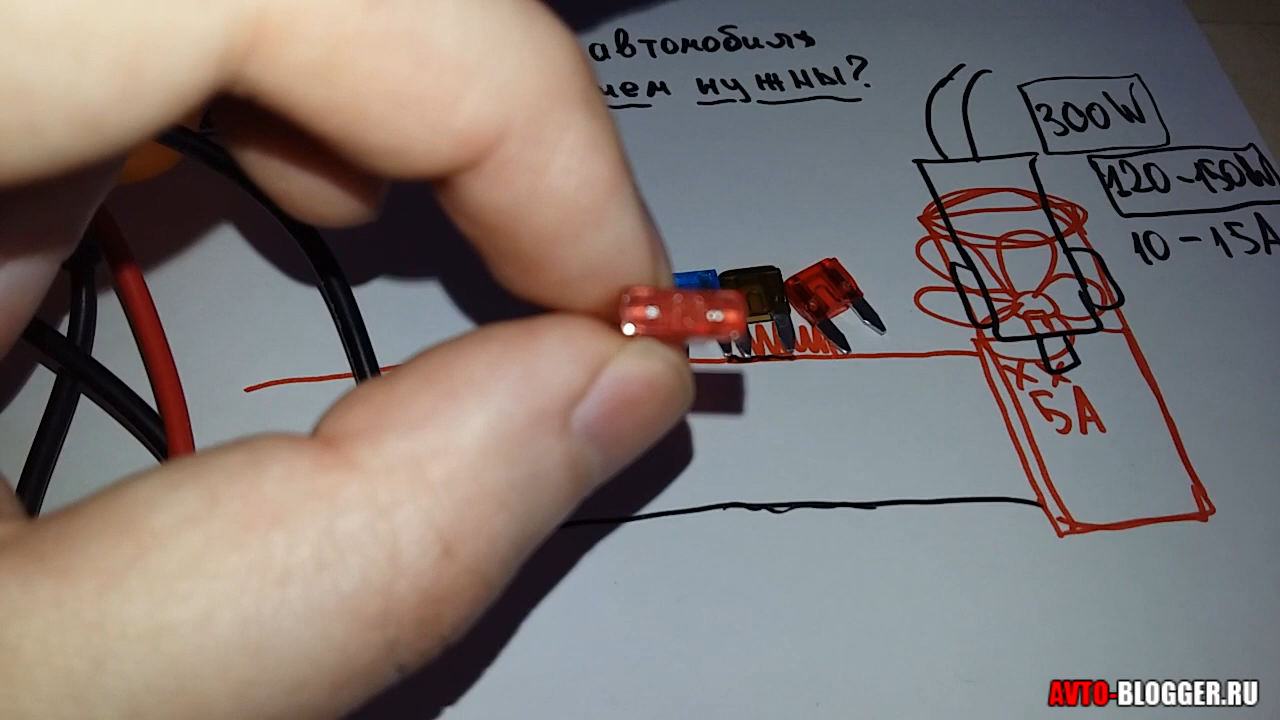 автомобиля
чем нужны?
300W
120-150W
10-15A
5A
AVTO-BLOGGER.RU